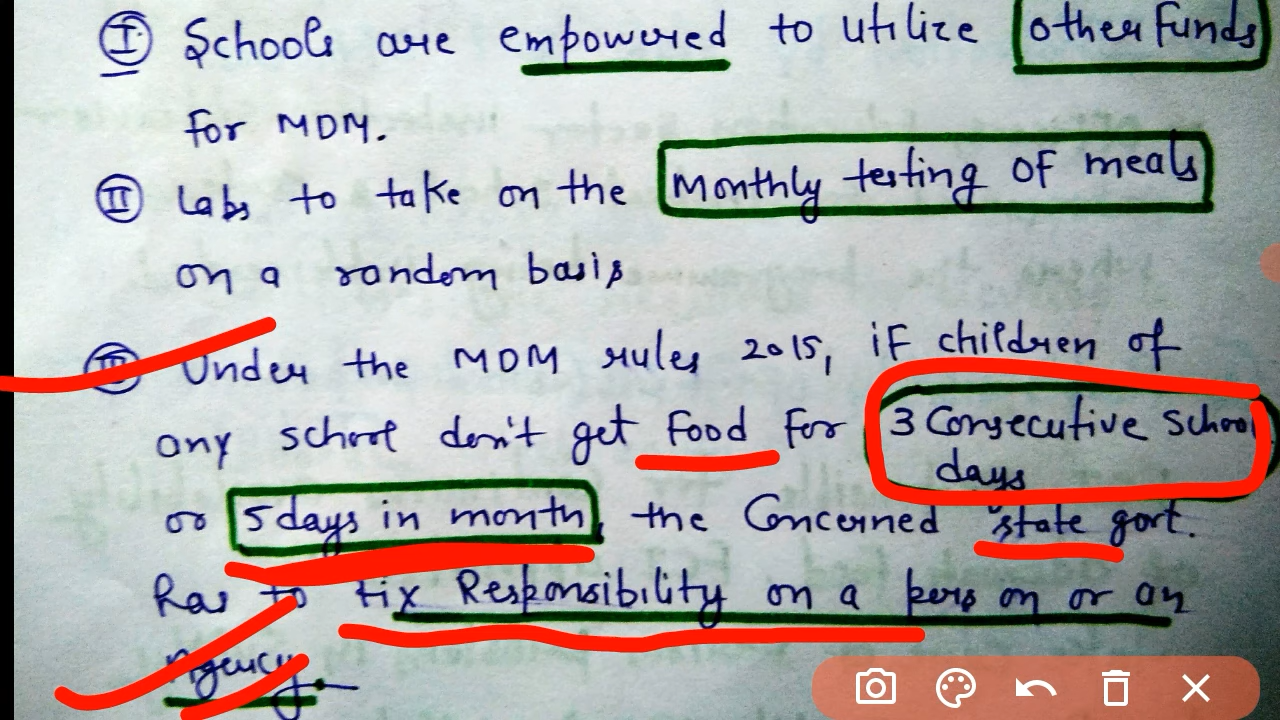 I Schools are empowered to utilize other funds
for MDM.
II Labs to take on the monthly testing of meals
on a random basis
III Under the MDM rules 2015, if children of
any school don't get food for 3 Consecutive school
days
or 5 days in month, the Concerned state govt.
has to fix Responsibility on a person or an
Agency.